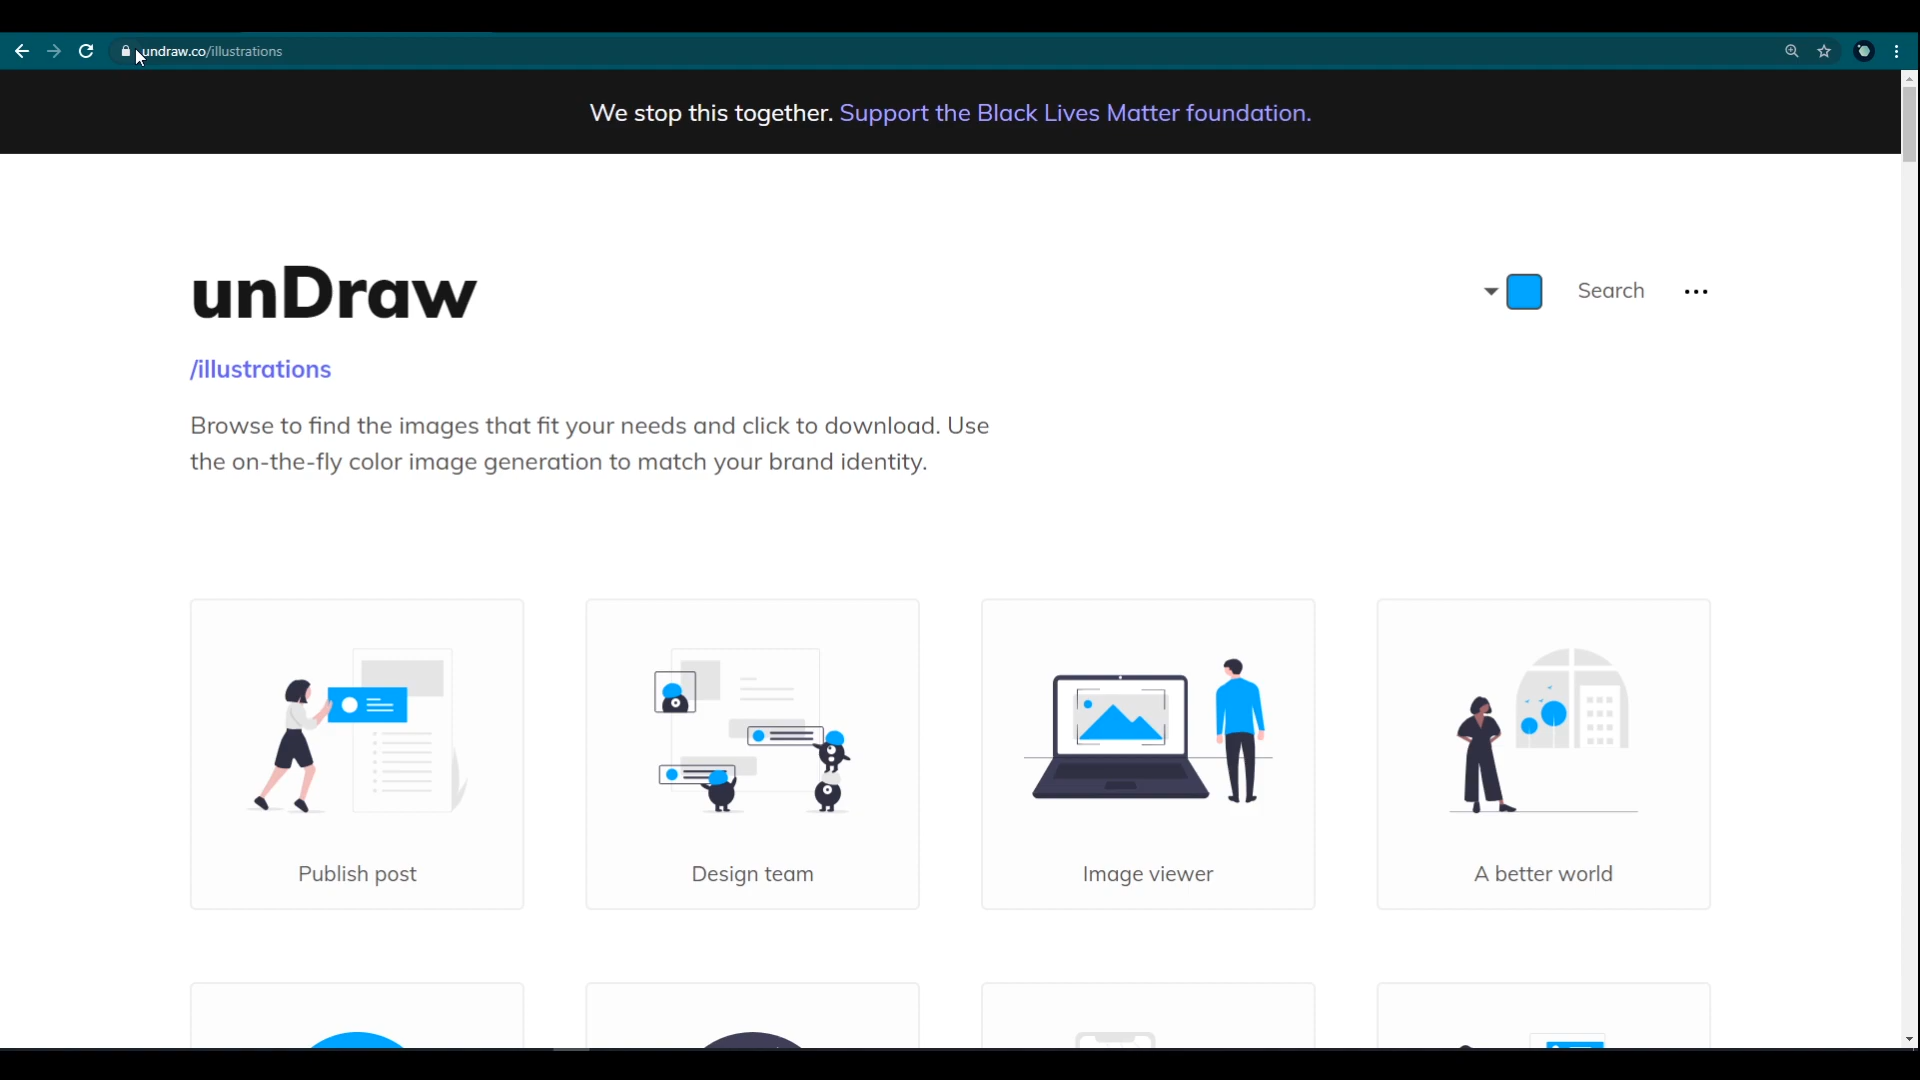 undraw.co/illustrations
We stop this together. Support the Black Lives Matter foundation.
unDraw
Search
/illustrations
Browse to find the images that fit your needs and click to download. Use
the on-the-fly color image generation to match your brand identity.
Publish post
Design team
Image viewer
A better world